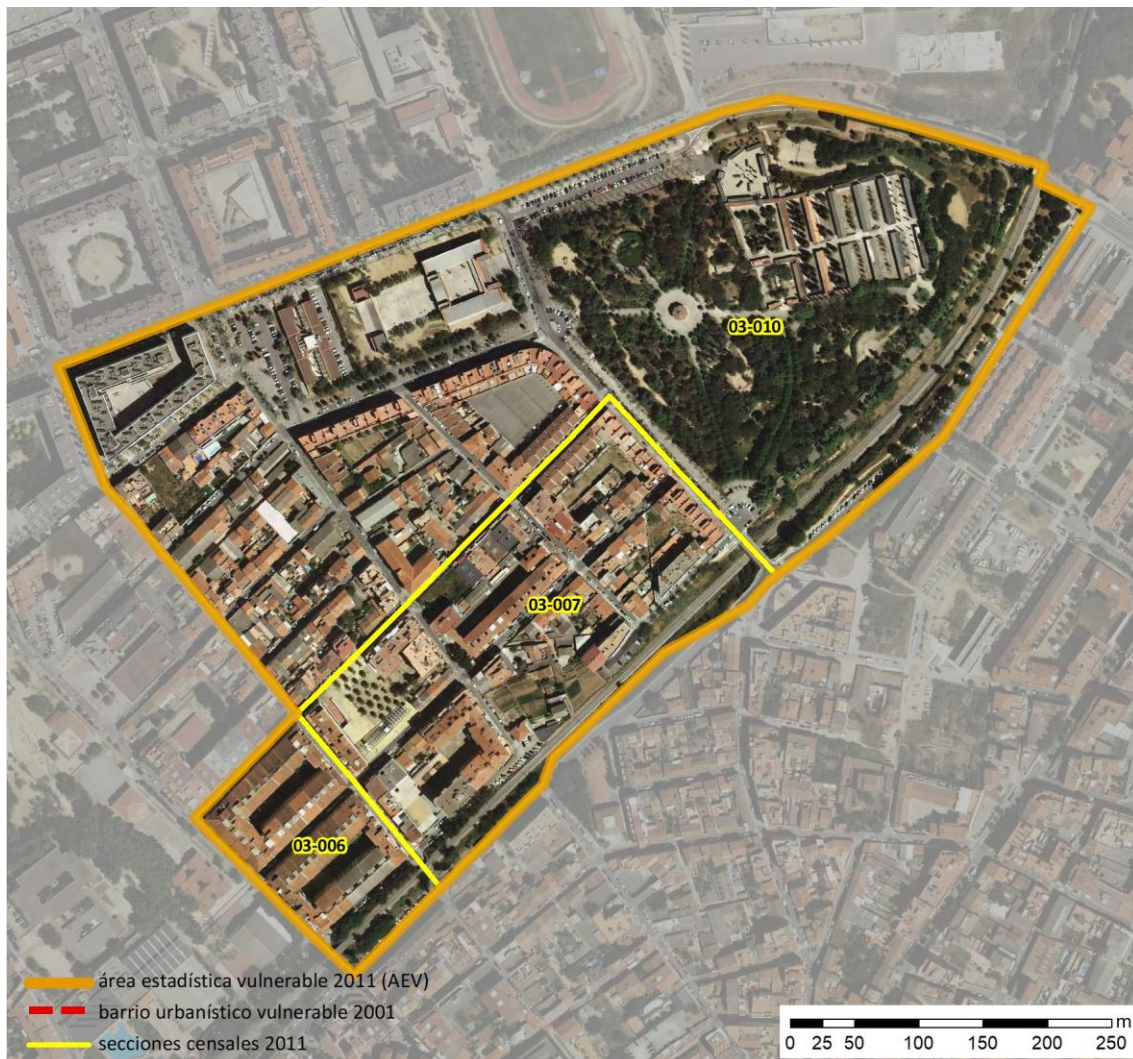 03-010
03-007
03-006
área estadística vulnerable 2011 (AEV)
barrio urbanístico vulnerable 2001
secciones censales 2011
m
0 25 50 100 150 200 250